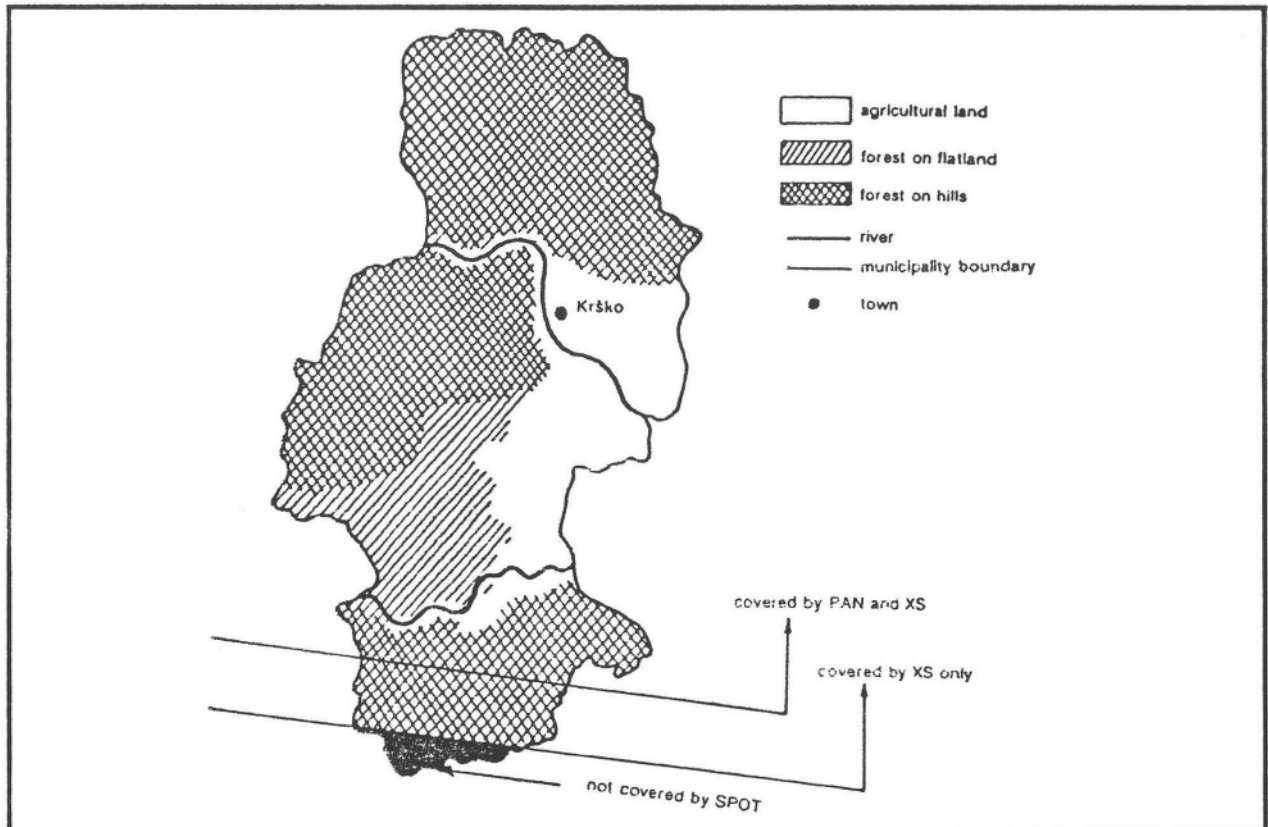 agricultural land
forest on flatland
forest on hills
river
municipality boundary
town
Krško
covered by PAN and XS
covered by XS only
not covered by SPOT